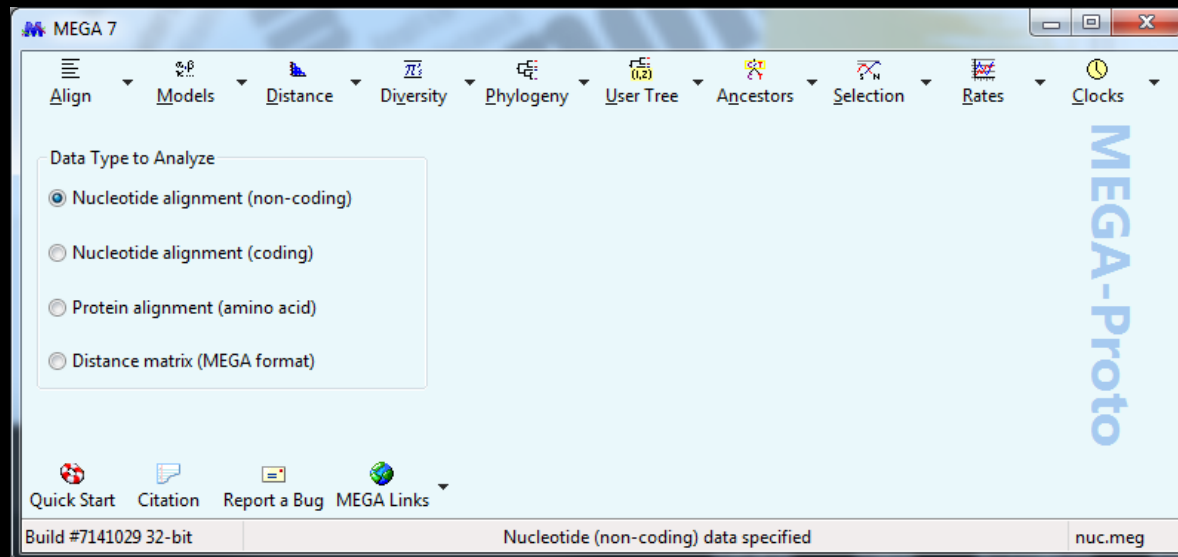 MEGA 7
Align Models Distance Diversity Phylogeny User Tree Ancestors Selection Rates Clocks
Data Type to Analyze
Nucleotide alignment (non-coding)
Nucleotide alignment (coding)
Protein alignment (amino acid)
Distance matrix (MEGA format)
MEGA-Proto
Quick Start Citation Report a Bug MEGA Links
Build #7141029 32-bit Nucleotide (non-coding) data specified nuc.meg